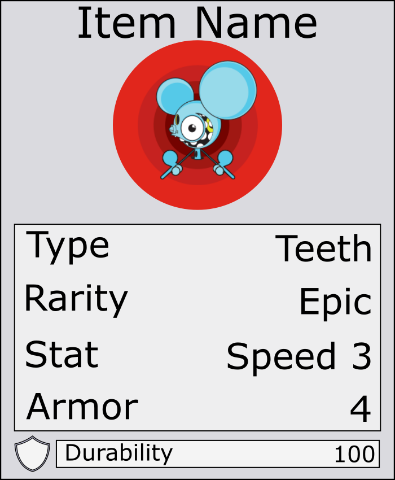 Item Name
Type Teeth
Rarity Epic
Stat Speed 3
Armor 4
Durability 100